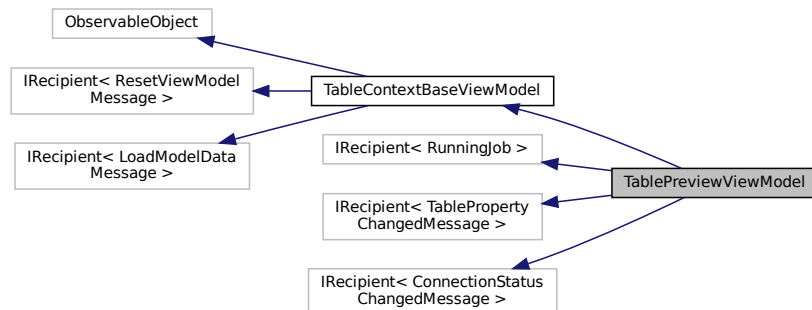 ObservableObject
IRecipient< ResetViewModel
Message >
TableContextBaseViewModel
IRecipient< LoadModelData
Message >
IRecipient< RunningJob >
TablePreviewViewModel
IRecipient< TableProperty
ChangedMessage >
IRecipient< ConnectionStatus
ChangedMessage >